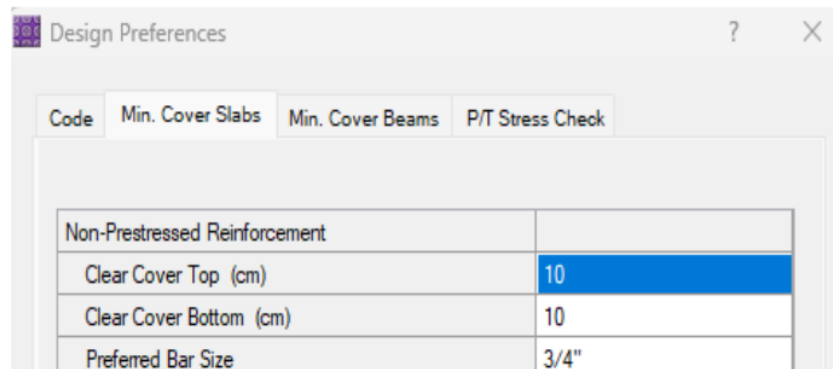 Design Preferences ?
Code Min. Cover Slabs Min. Cover Beams P/T Stress Check
Non-Prestressed Reinforcement
Clear Cover Top (cm) 10
Clear Cover Bottom (cm) 10
Preferred Bar Size 3/4"